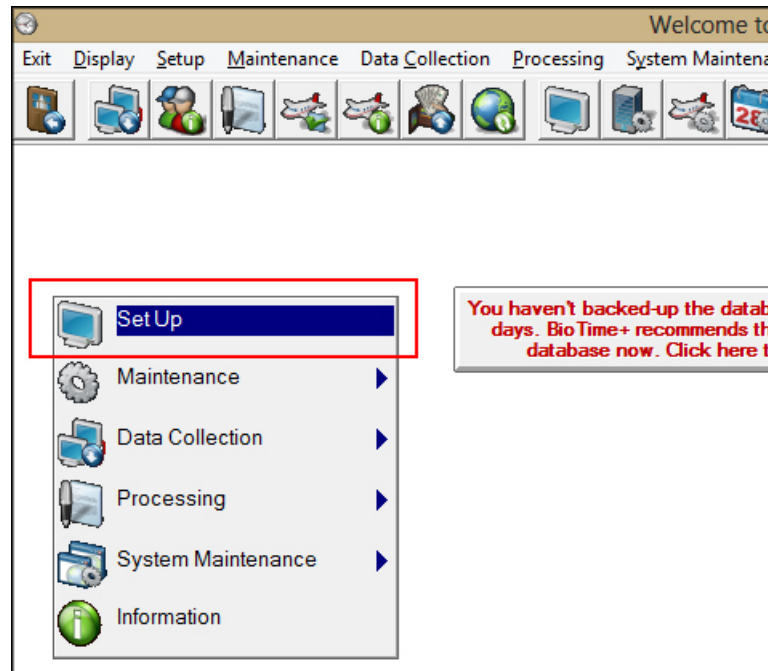 Welcome to
Exit Display Setup Maintenance Data Collection Processing System Maintena
28
Set Up
Maintenance
Data Collection
Processing
System Maintenance
Information
You haven't backed-up the datab
days. BioTime+ recommends th
database now. Click here t